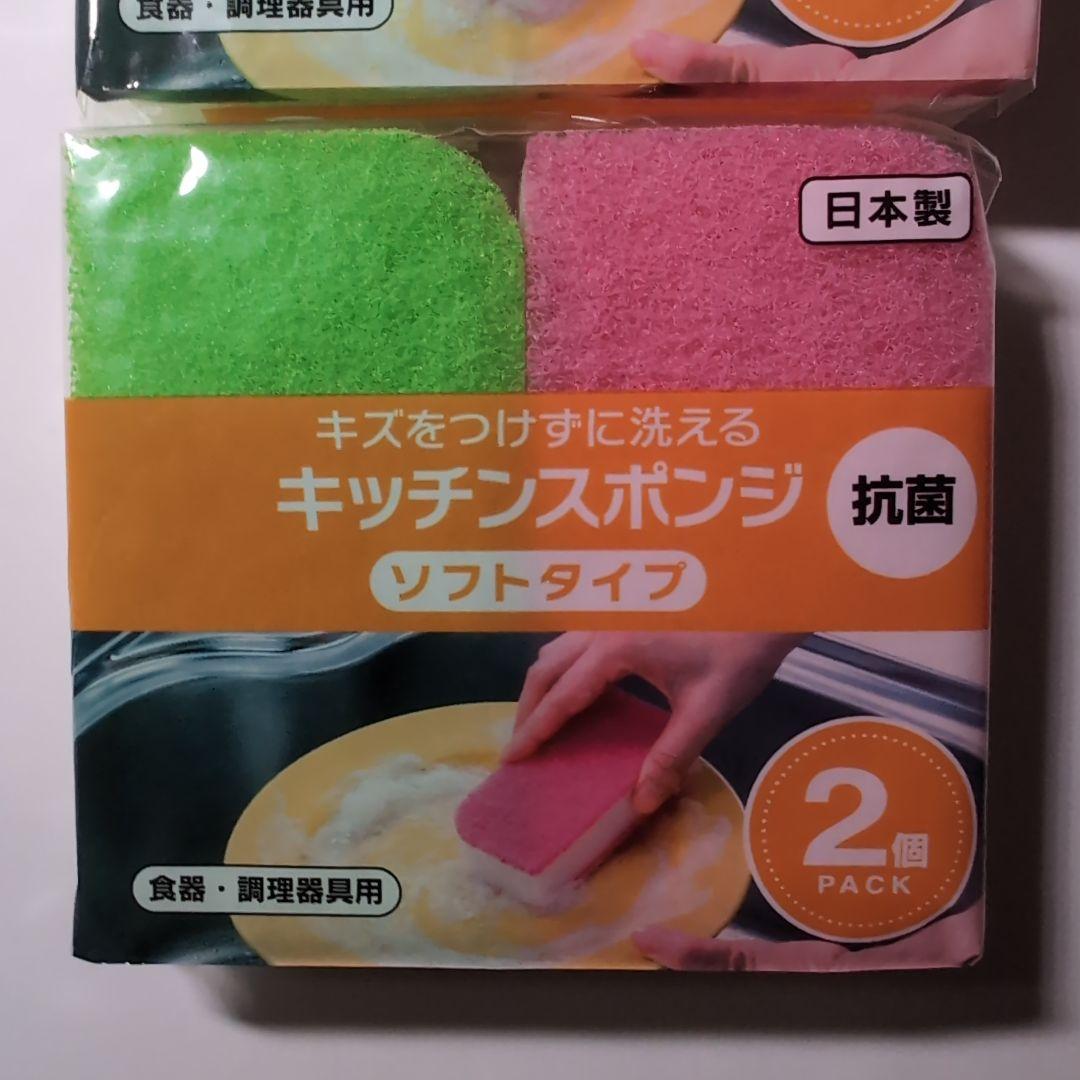 食器・調理器具用
日本製
キズをつけずに洗える
キッチンスポンジ
抗菌
ソフトタイプ
2個
PACK
食器・調理器具用